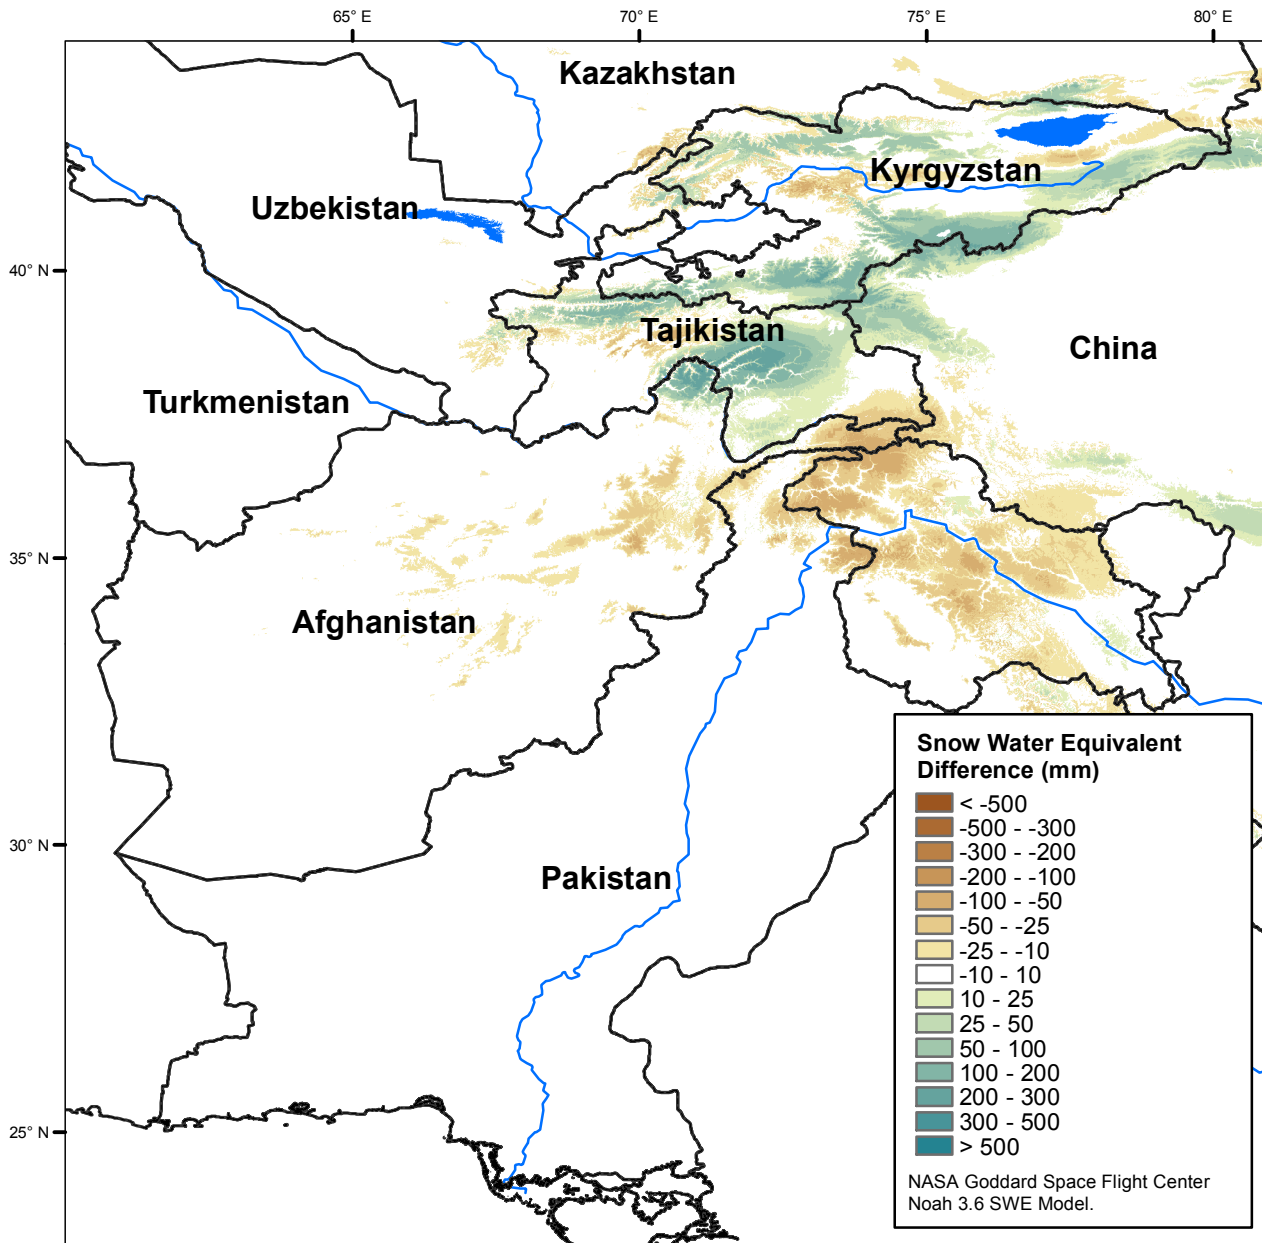 65° E
70° E
75° E
80° E
Kazakhstan
Kyrgyzstan
Uzbekistan
40° N
Tajikistan
China
Turkmenistan
35° N
Afghanistan
30° N
Pakistan
25° N
Snow Water Equivalent
Difference (mm)
< -500
-500 - -300
-300 - -200
-200 - -100
-100 - -50
-50 - -25
-25 - -10
-10 - 10
10 - 25
25 - 50
50 - 100
100 - 200
200 - 300
300 - 500
> 500
NASA Goddard Space Flight Center
Noah 3.6 SWE Model.